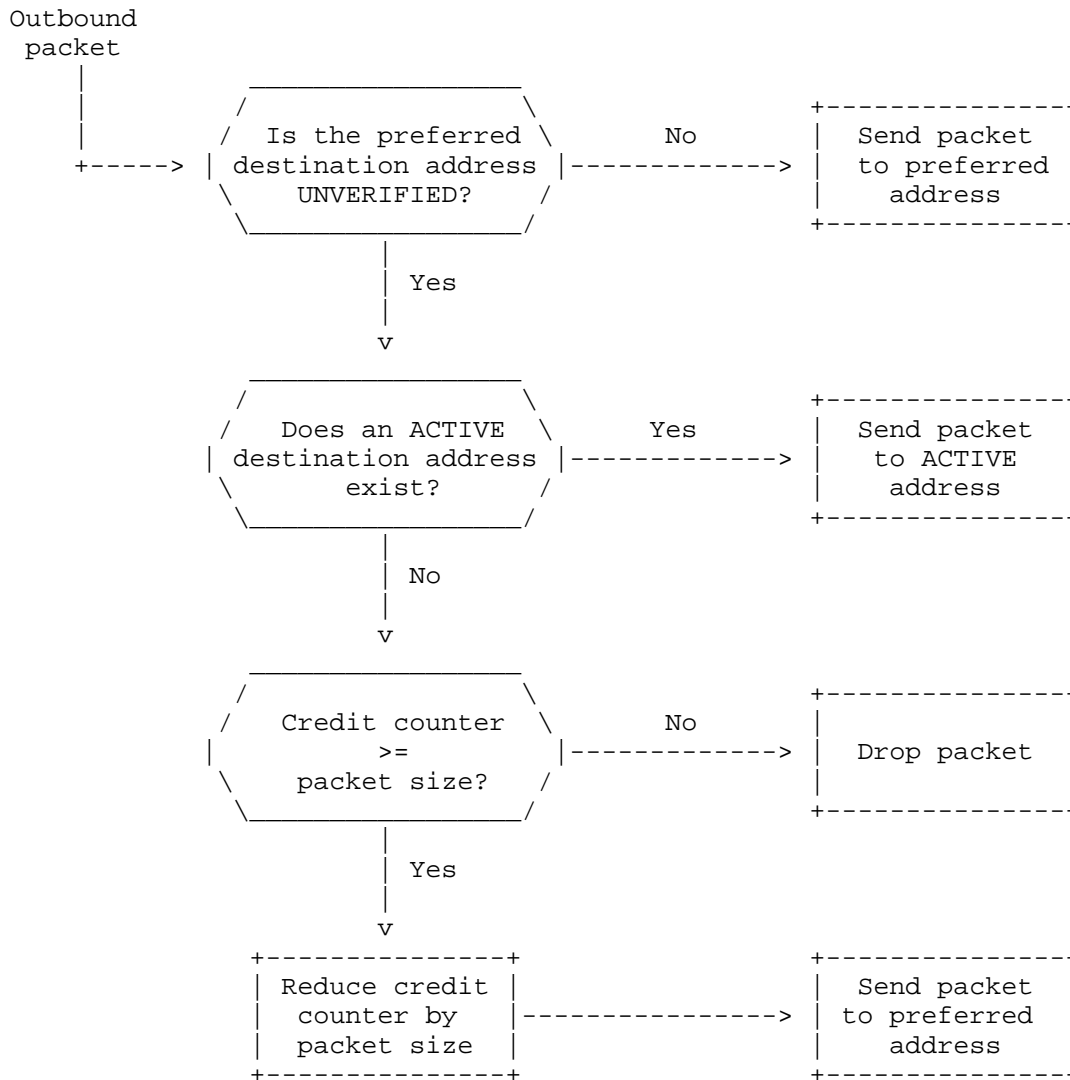 Outbound
packet
Is the preferred
destination address
UNVERIFIED?
No
Send packet
to preferred
address
Yes
Does an ACTIVE
destination address
exist?
Yes
Send packet
to ACTIVE
address
No
Credit counter
>=
packet size?
No
Drop packet
Yes
Reduce credit
counter by
packet size
Send packet
to preferred
address